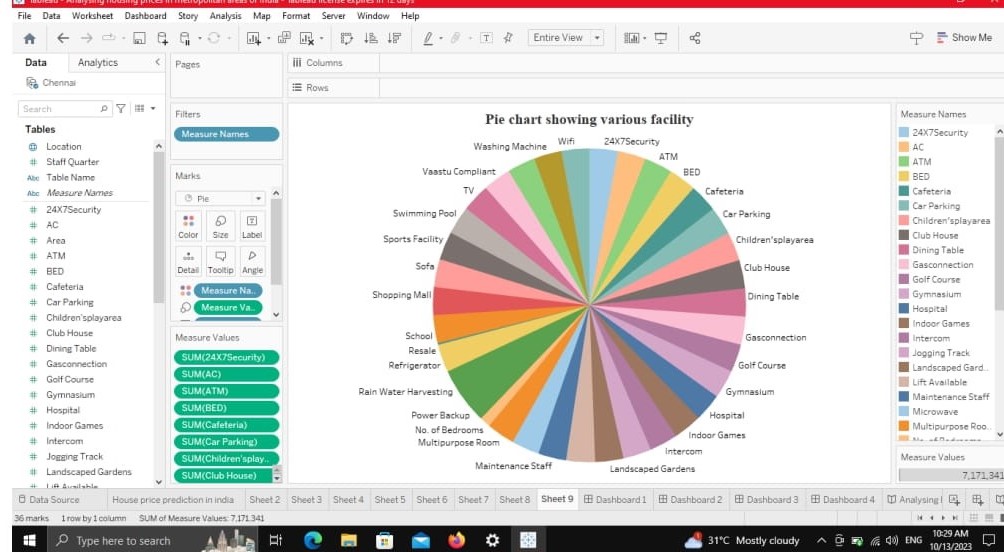 Tableau - Analysing housing prices in metropolitan areas of India - Tableau license expires in 12 days
File Data Worksheet Dashboard Story Analysis Map Format Server Window Help
Entire View
Show Me
Data Analytics
Chennai
Search
Tables
Location
Staff Quarter
Abc Table Name
Abc Measure Names
24X7Security
AC
Area
ATM
BED
Cafeteria
Car Parking
Children'splayarea
Club House
Dining Table
Gasconnection
Golf Course
Gymnasium
Hospital
Indoor Games
Intercom
Jogging Track
Landscaped Gardens
Lift Available
Pages
Filters
Measure Names
Marks
Pie
Color Size Label
Detail Tooltip Angle
Measure Na..
Measure Va..
Measure Values
SUM(24X7Security)
SUM(AC)
SUM(ATM)
SUM(BED)
SUM(Cafeteria)
SUM(Car Parking)
SUM(Children'splay..
SUM(Club House)
Columns
Rows
Pie chart showing various facility
Wifi
24X7Security
ATM
BED
Cafeteria
Car Parking
Children'splayarea
Club House
Dining Table
Gasconnection
Golf Course
Gymnasium
Hospital
Indoor Games
Intercom
Landscaped Gardens
Maintenance Staff
Multipurpose Room
No. of Bedrooms
Power Backup
Rain Water Harvesting
Refrigerator
Resale
School
Shopping Mall
Sofa
Sports Facility
Swimming Pool
TV
Vaastu Compliant
Washing Machine
Measure Names
24X7Security
AC
ATM
BED
Cafeteria
Car Parking
Children'splayarea
Club House
Dining Table
Gasconnection
Golf Course
Gymnasium
Hospital
Indoor Games
Intercom
Jogging Track
Landscaped Gard..
Lift Available
Maintenance Staff
Microwave
Multipurpose Roo..
No. of Bedrooms
Measure Values
7,171,341
Data Source House price prediction in india Sheet 2 Sheet 3 Sheet 4 Sheet 5 Sheet 6 Sheet 7 Sheet 8 Sheet 9 Dashboard 1 Dashboard 2 Dashboard 3 Dashboard 4 Analysing
36 marks 1 row by 1 column SUM of Measure Values: 7,171,341
Type here to search
31°C Mostly cloudy
ENG
10:29 AM
10/13/2023